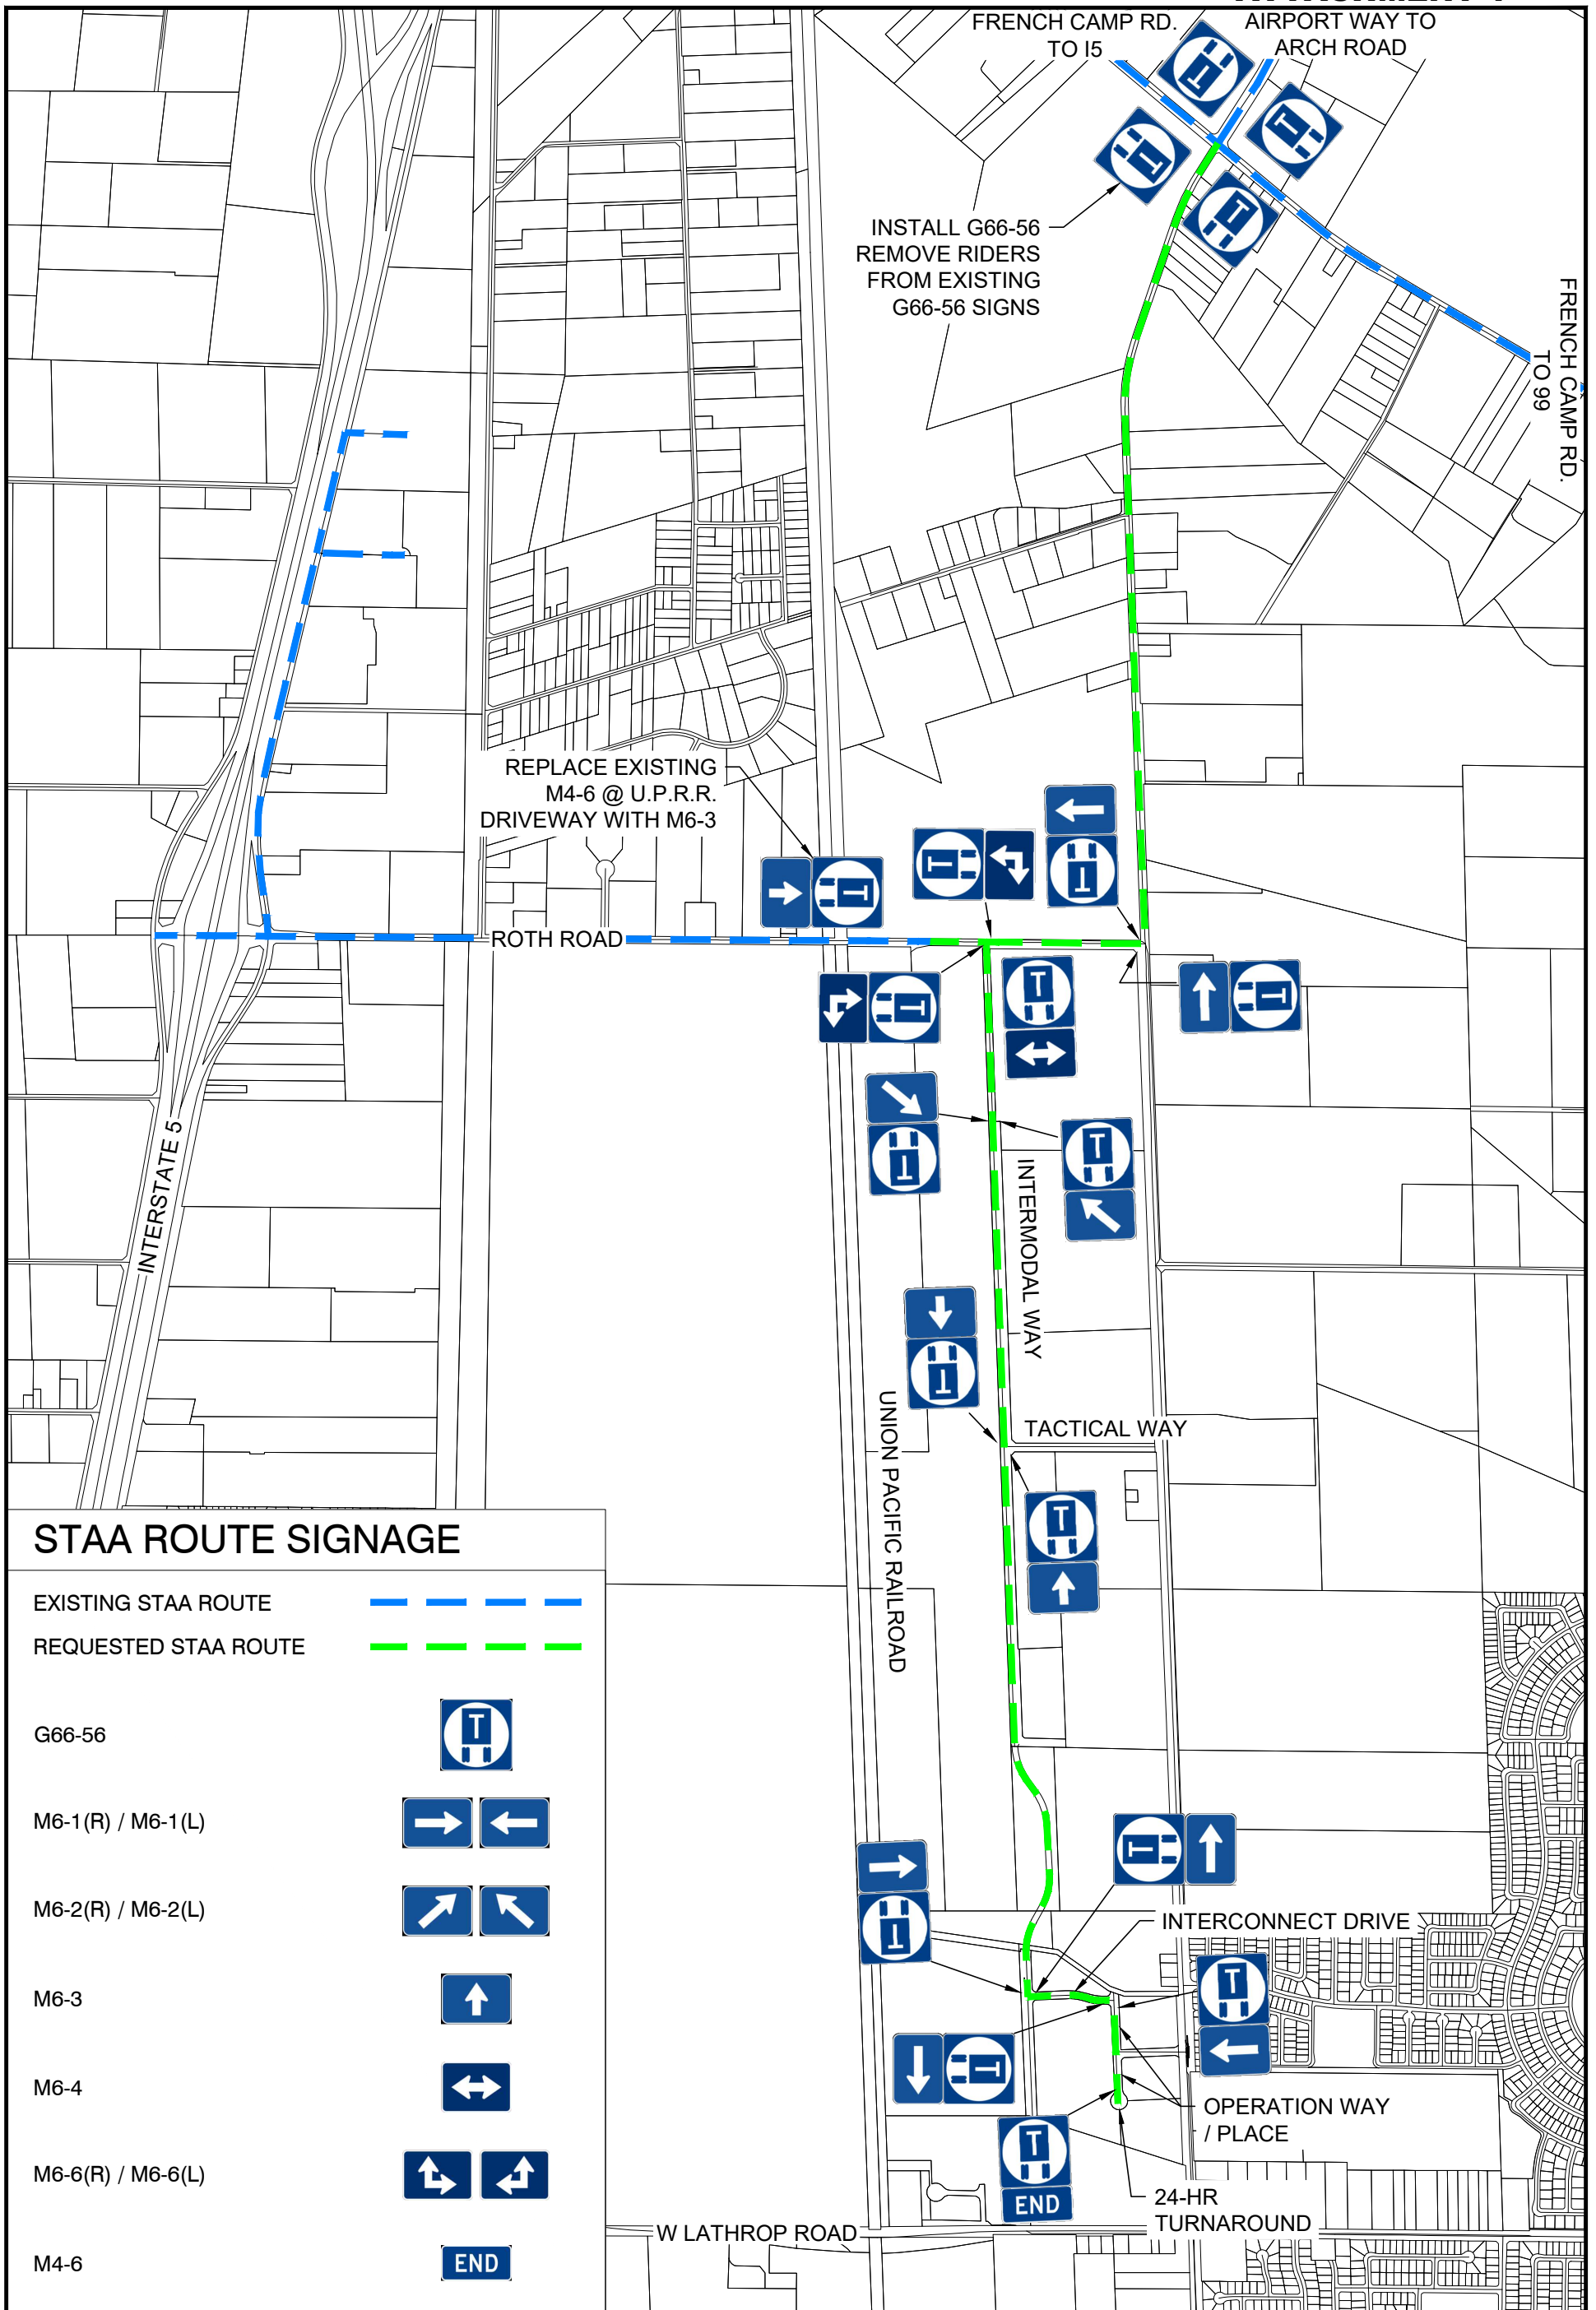 FRENCH CAMP RD.
TO I5
AIRPORT WAY TO
ARCH ROAD
T
T
T
T
INSTALL G66-56
REMOVE RIDERS
FROM EXISTING
G66-56 SIGNS
FRENCH CAMP RD.
TO 99
REPLACE EXISTING
M4-6 @ U.P.R.R.
DRIVEWAY WITH M6-3
T
T
T
ROTH ROAD
T
T
T
INTERSTATE 5
T
T
INTERMODAL WAY
T
UNION PACIFIC RAILROAD
TACTICAL WAY
T
T
T
INTERCONNECT DRIVE
T
T
OPERATION WAY
/ PLACE
T
END
24-HR
TURNAROUND
W LATHROP ROAD
STAA ROUTE SIGNAGE
EXISTING STAA ROUTE
REQUESTED STAA ROUTE
G66-56
T
M6-1(R) / M6-1(L)
M6-2(R) / M6-2(L)
M6-3
M6-4
M6-6(R) / M6-6(L)
M4-6
END